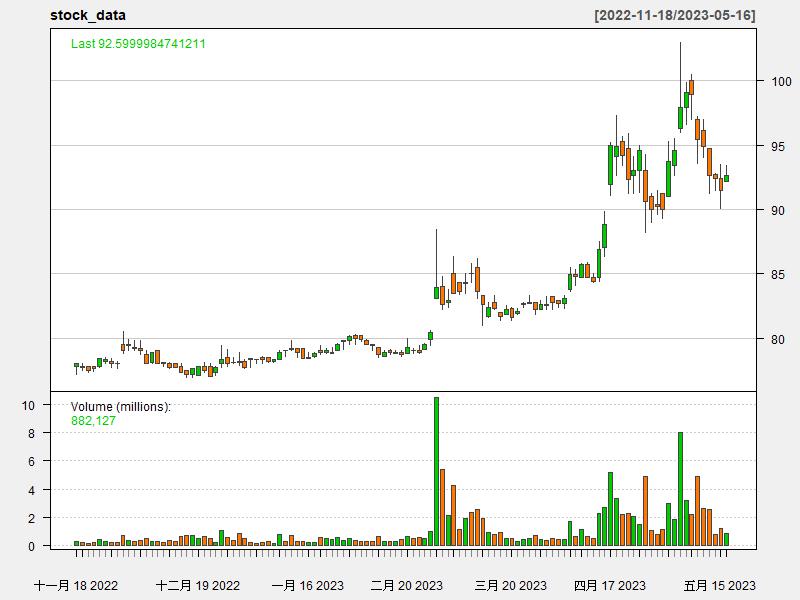 stock_data
[2022-11-18/2023-05-16]
Last 92.5999984741211
100
95
90
85
80
Volume (millions):
882,127
10
8
6
4
2
0
十一月 18 2022
十二月 19 2022
一月 16 2023
二月 20 2023
三月 20 2023
四月 17 2023
五月 15 2023